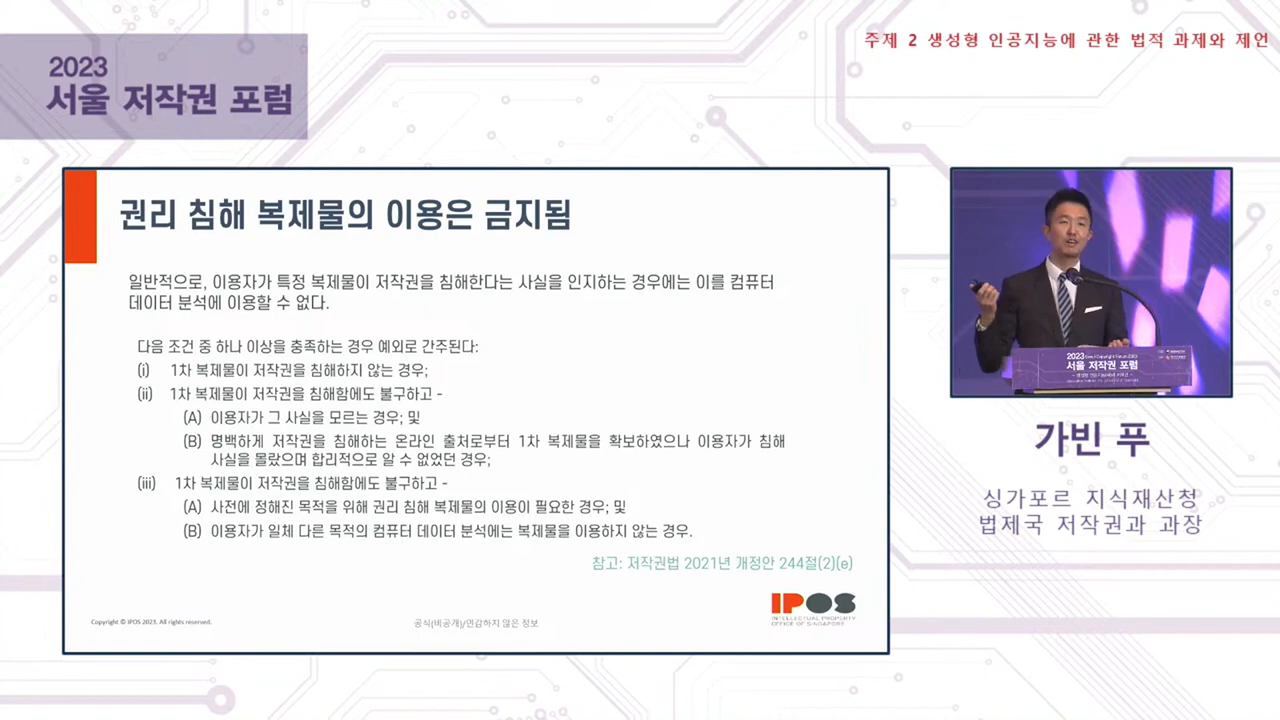 주제 2 생성형 인공지능에 관한 법적 과제와 제언
2023
서울 저작권 포럼
권리 침해 복제물의 이용은 금지됨
일반적으로, 이용자가 특정 복제물이 저작권을 침해한다는 사실을 인지하는 경우에는 이를 컴퓨터
데이터 분석에 이용할 수 없다.
다음 조건 중 하나 이상을 충족하는 경우 예외로 간주된다:
(i) 1차 복제물이 저작권을 침해하지 않는 경우;
(ii) 1차 복제물이 저작권을 침해함에도 불구하고 -
(A) 이용자가 그 사실을 모르는 경우; 및
(B) 명백하게 저작권을 침해하는 온라인 출처로부터 1차 복제물을 확보하였으나 이용자가 침해
사실을 몰랐으며 합리적으로 알 수 없었던 경우;
(iii) 1차 복제물이 저작권을 침해함에도 불구하고 -
(A) 사전에 정해진 목적을 위해 권리 침해 복제물의 이용이 필요한 경우; 및
(B) 이용자가 일체 다른 목적의 컴퓨터 데이터 분석에는 복제물을 이용하지 않는 경우.
참고: 저작권법 2021년 개정안 244절(2)(e)
IPOS
INTELLECTUAL PROPERTY
OFFICE OF SINGAPORE
Copyright © IPOS 2023. All rights reserved.
공식(비공개)/민감하지 않은 정보
2023 Seoul Copyright Forum 2023
서울 저작권 포럼
가빈 푸
싱가포르 지식재산청
법제국 저작권과 과장